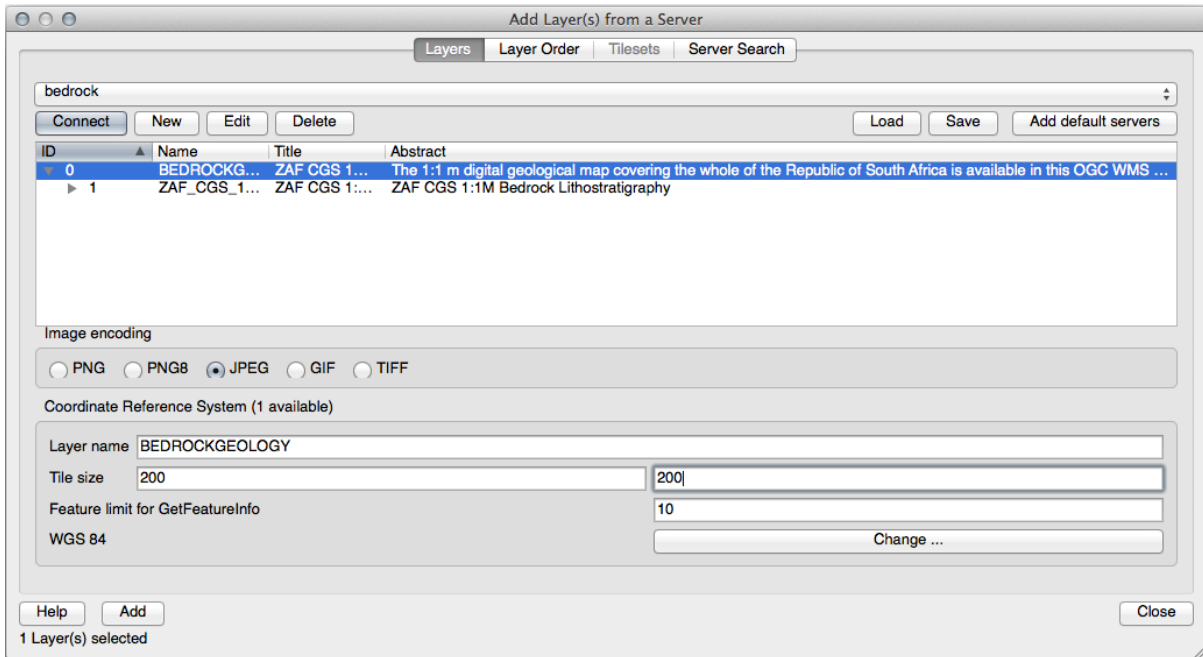 Add Layer(s) from a Server
Layers Layer Order Tilesets Server Search
bedrock
Connect New Edit Delete Load Save Add default servers
ID Name Title Abstract
0 BEDROCKG... ZAF CGS 1... The 1:1 m digital geological map covering the whole of the Republic of South Africa is available in this OGC WMS ...
1 ZAF_CGS_1... ZAF CGS 1:... ZAF CGS 1:1M Bedrock Lithostratigraphy
Image encoding
PNG PNG8 JPEG GIF TIFF
Coordinate Reference System (1 available)
Layer name BEDROCKGEOLOGY
Tile size 200 200
Feature limit for GetFeatureInfo 10
WGS 84 Change ...
Help Add Close
1 Layer(s) selected